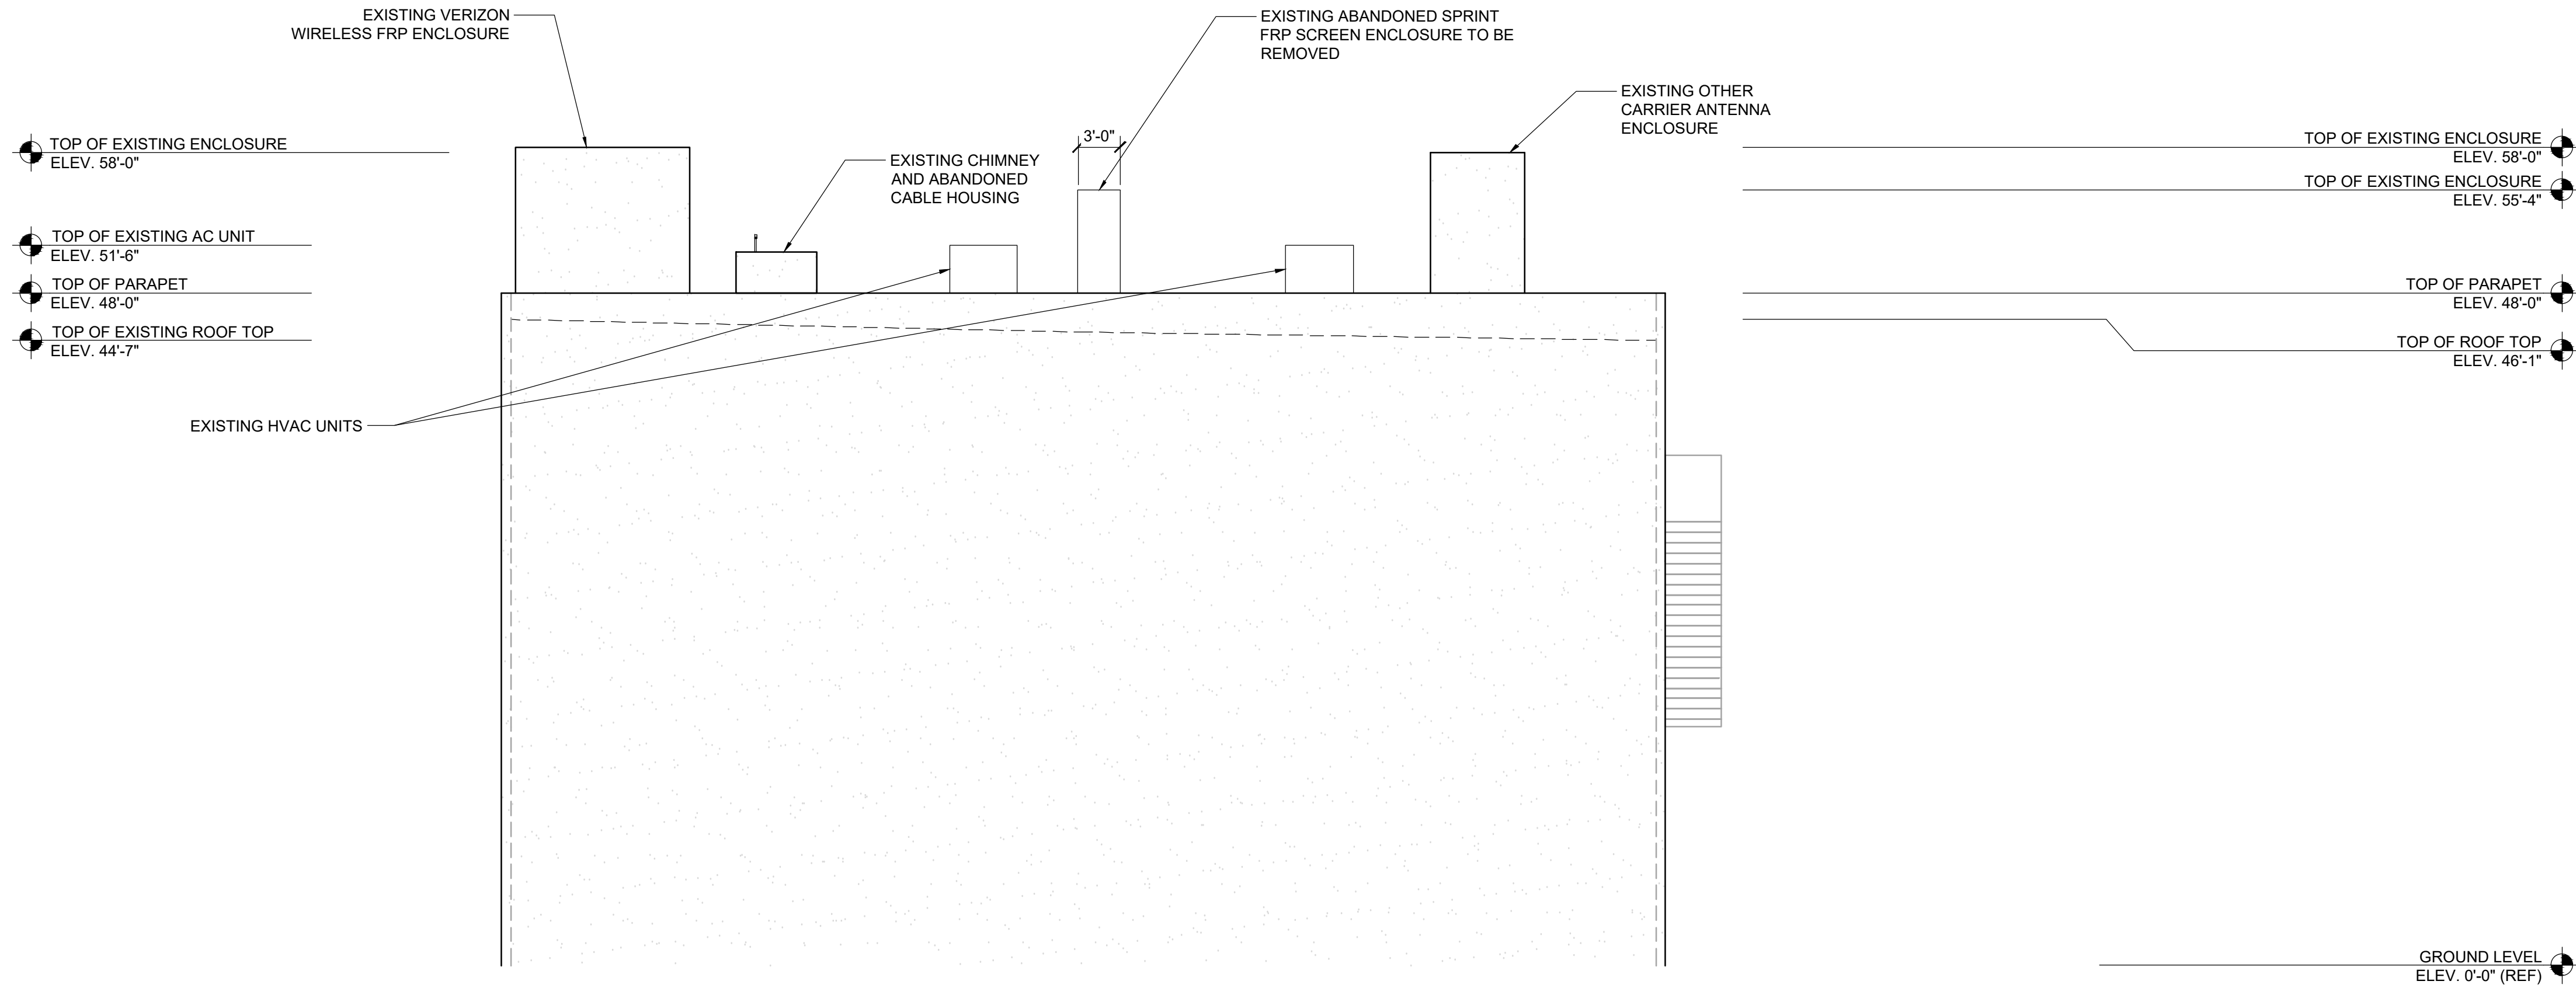 EXISTING VERIZON
WIRELESS FRP ENCLOSURE
EXISTING ABANDONED SPRINT
FRP SCREEN ENCLOSURE TO BE
REMOVED
EXISTING OTHER
CARRIER ANTENNA
ENCLOSURE
3'-0"
EXISTING CHIMNEY
AND ABANDONED
CABLE HOUSING
TOP OF EXISTING ENCLOSURE
ELEV. 58'-0"
TOP OF EXISTING AC UNIT
ELEV. 51'-6"
TOP OF PARAPET
ELEV. 48'-0"
TOP OF EXISTING ROOF TOP
ELEV. 44'-7"
EXISTING HVAC UNITS
TOP OF EXISTING ENCLOSURE
ELEV. 58'-0"
TOP OF EXISTING ENCLOSURE
ELEV. 55'-4"
TOP OF PARAPET
ELEV. 48'-0"
TOP OF ROOF TOP
ELEV. 46'-1"
GROUND LEVEL
ELEV. 0'-0" (REF)